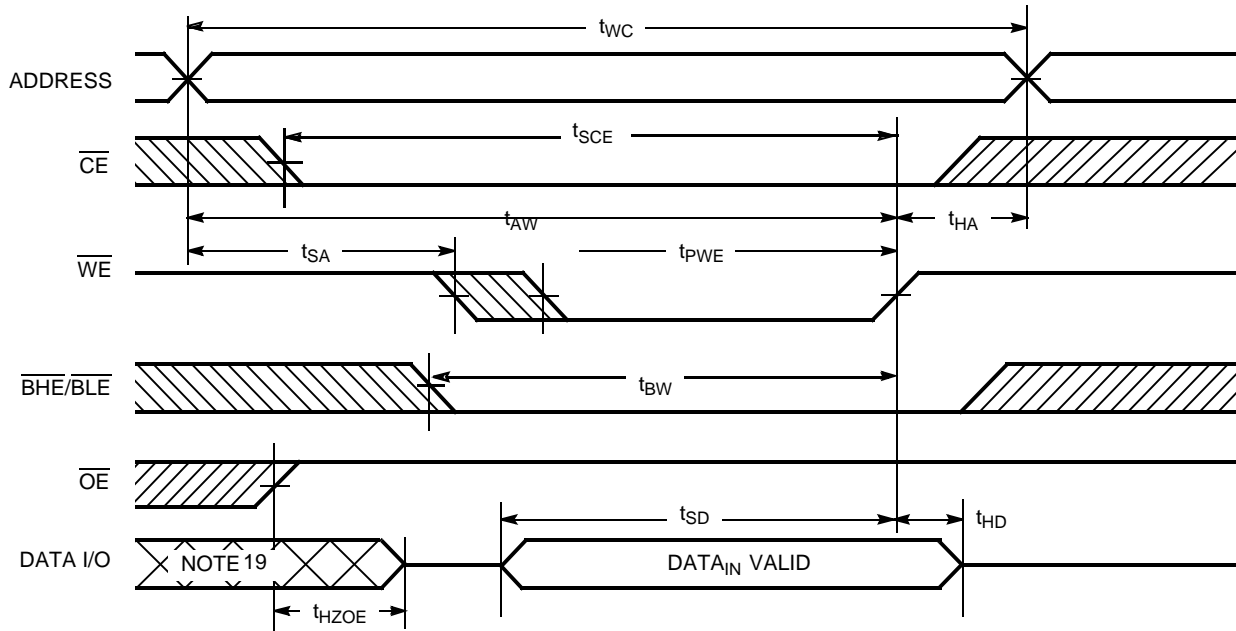 tWC
ADDRESS
tSCE
CE
tAW
tHA
tSA
tPWE
WE
BHE/BLE
tBW
OE
tSD
tHD
DATA I/O
NOTE 19
DATAIN VALID
tHZOE